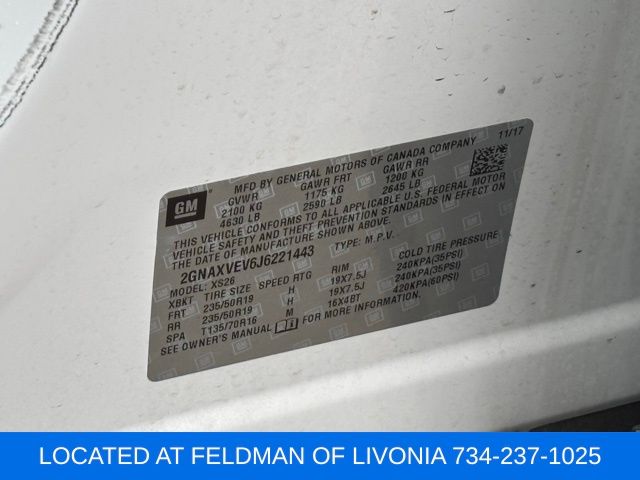 11/17
GM
MFD BY GENERAL MOTORS OF CANADA COMPANY
GVWR GAWR FRT GAWR RR
2100 KG 1175 KG 1200 KG
4630 LB 2590 LB 2645 LB
THIS VEHICLE CONFORMS TO ALL APPLICABLE U.S. FEDERAL MOTOR
VEHICLE SAFETY AND THEFT PREVENTION STANDARDS IN EFFECT ON
THE DATE OF MANUFACTURE SHOWN ABOVE.
2GNAXVEV6J6221443 TYPE: M.P.V.
MODEL: XS26
XBKT TIRE SIZE SPEED RTG RIM COLD TIRE PRESSURE
FRT 235/50R19 H 19X7.5J 240KPA(35PSI)
RR 235/50R19 H 19X7.5J 240KPA(35PSI)
SPA T135/70R16 M 16X4BT 420KPA(60PSI)
SEE OWNER'S MANUAL FOR MORE INFORMATION.
LOCATED AT FELDMAN OF LIVONIA 734-237-1025